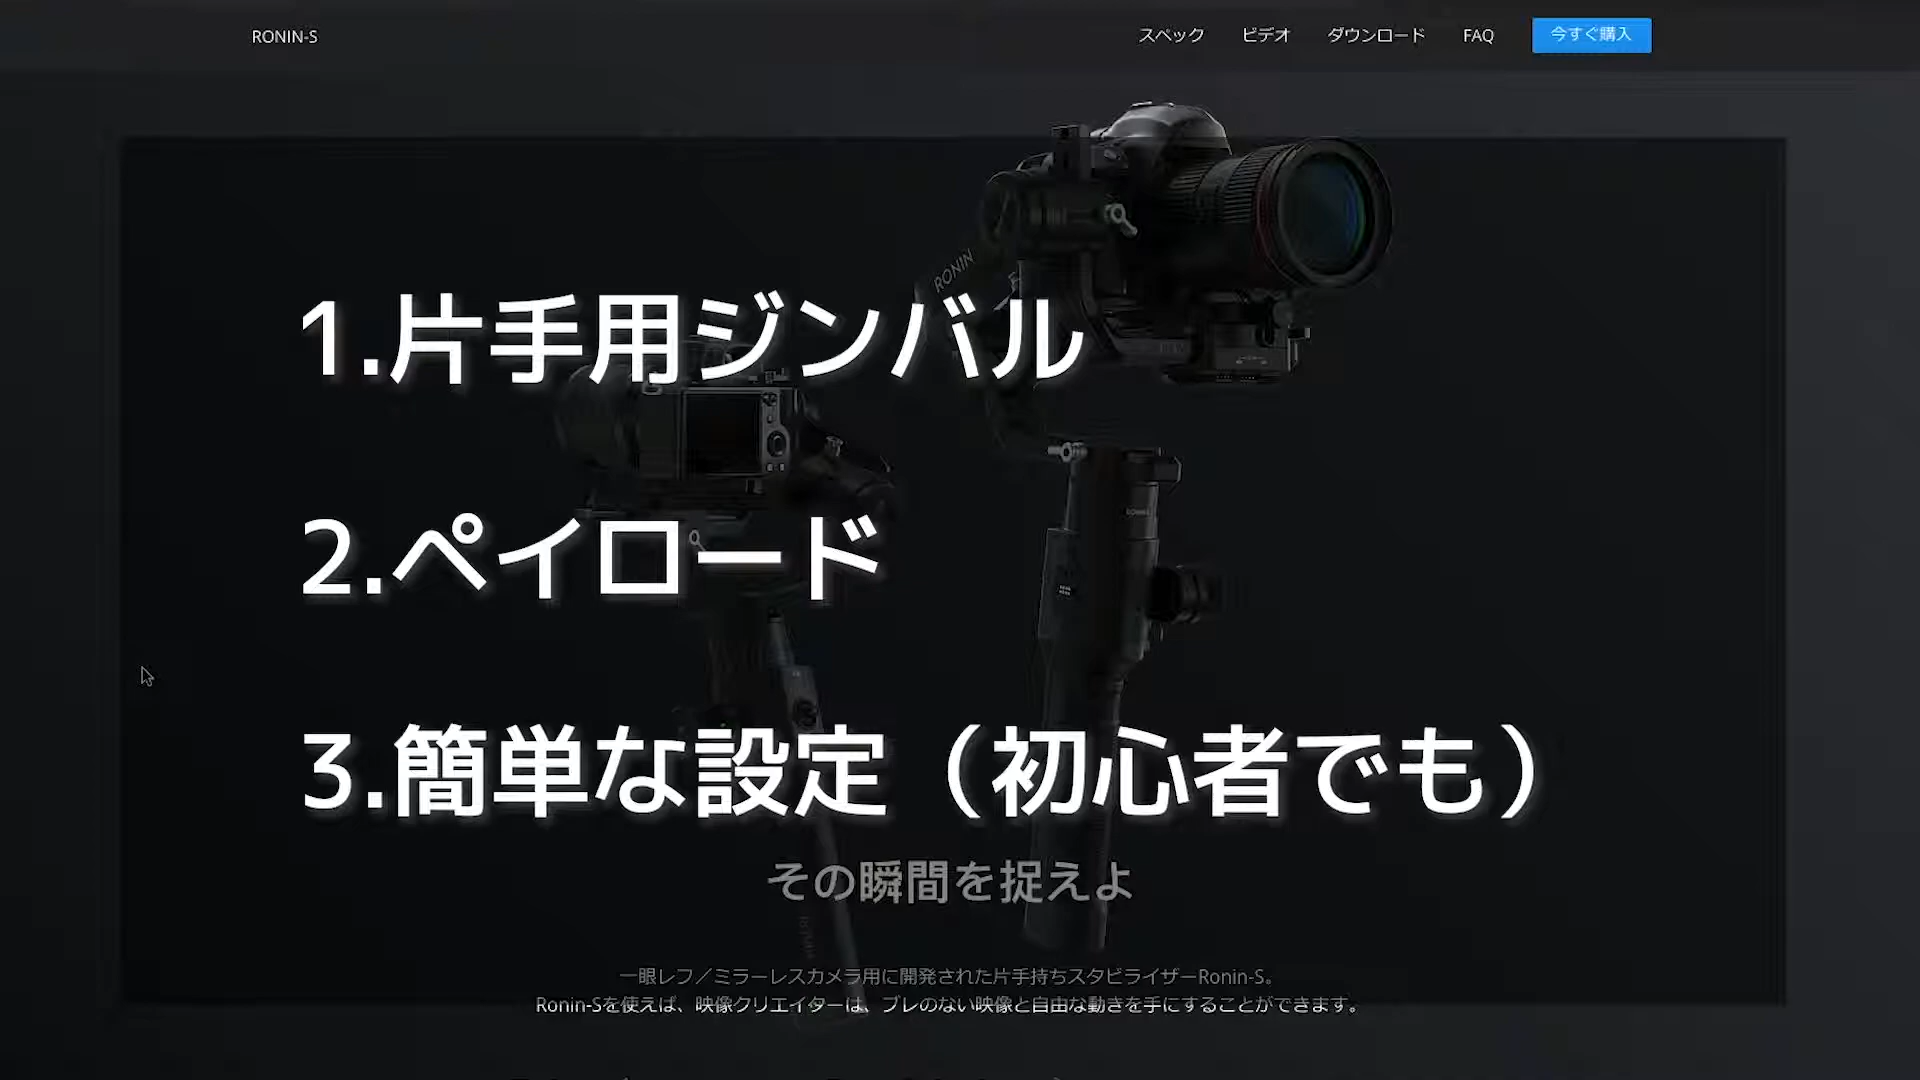 RONIN-S
スペック ビデオ ダウンロード FAQ 今すぐ購入
RONIN
1.片手用ジンバル
2.ペイロード
3.簡単な設定（初心者でも）
その瞬間を捉えよ
一眼レフ／ミラーレスカメラ用に開発された片手持ちスタビライザーRonin-S。
Ronin-Sを使えば、映像クリエイターは、ブレのない映像と自由な動きを手にすることができます。